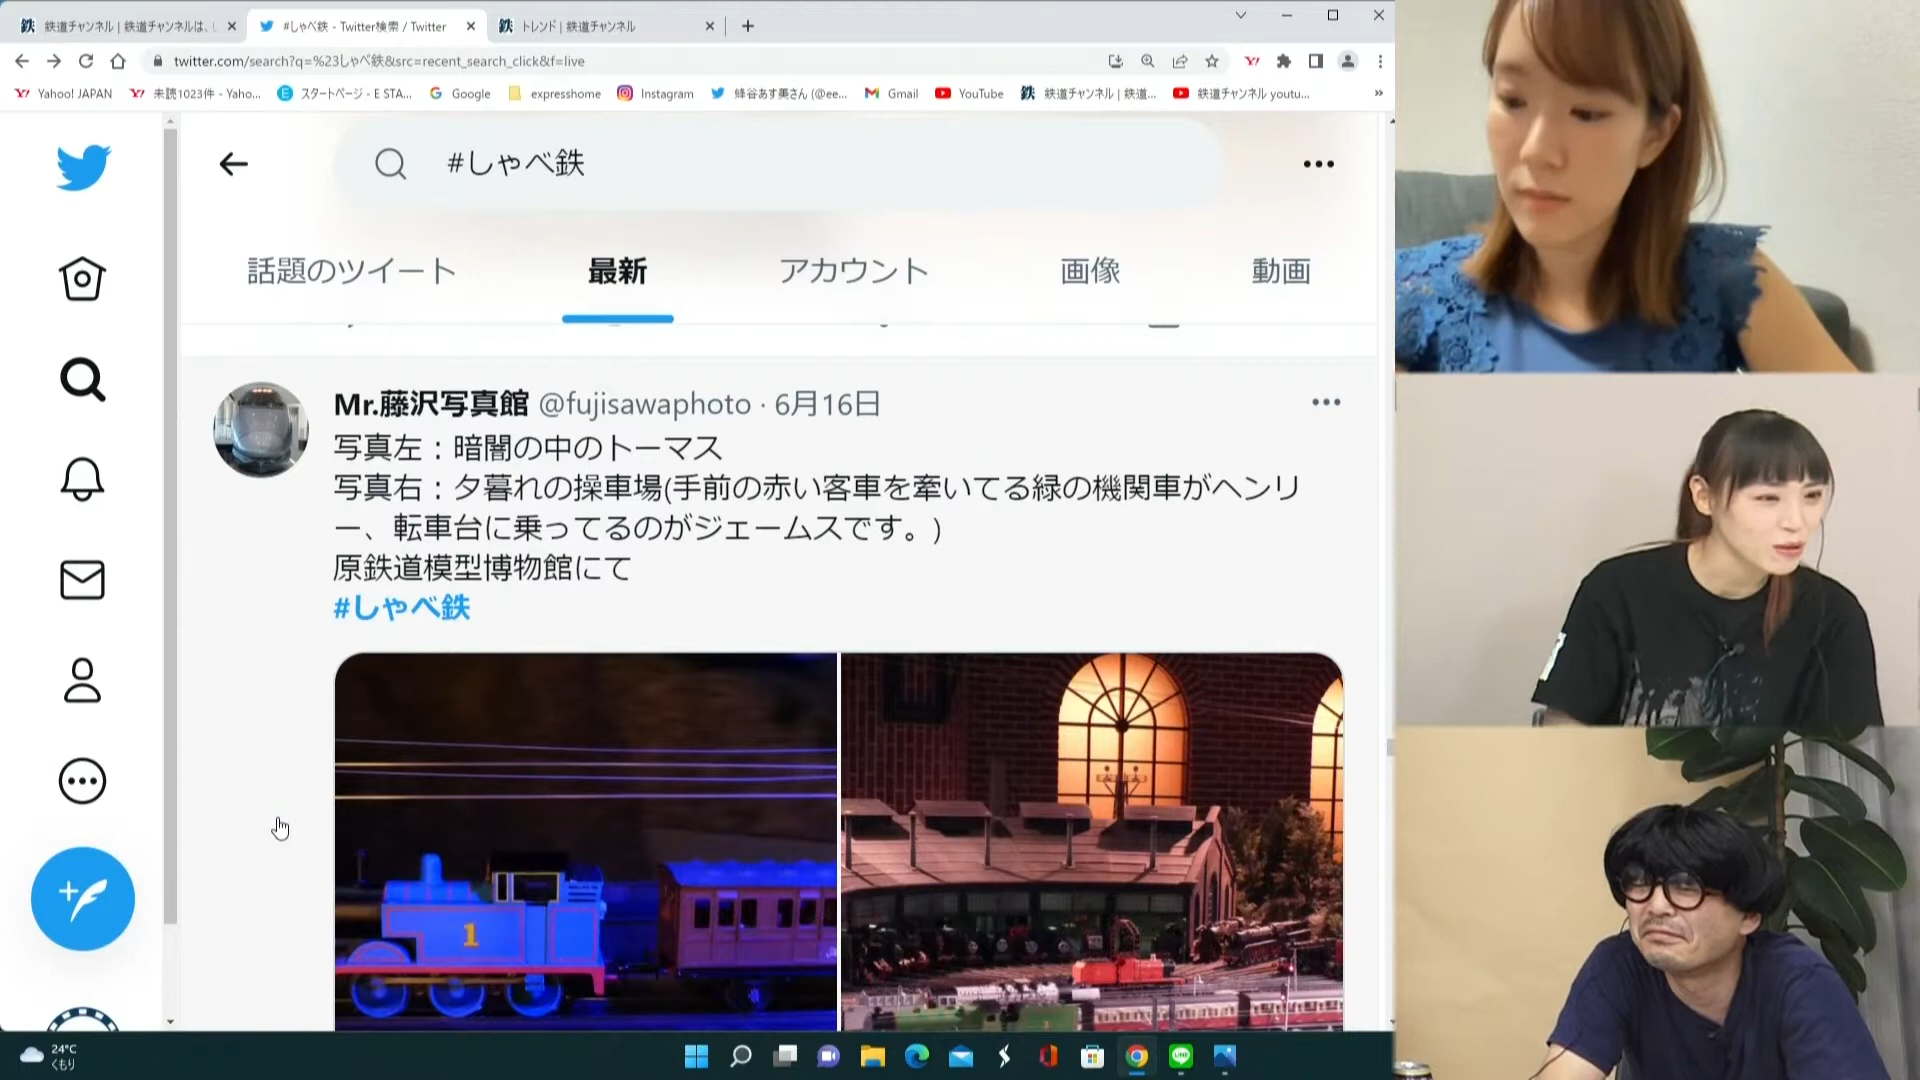 鉄道チャンネル | 鉄道チャンネルは、
#しゃべ鉄 - Twitter検索 / Twitter
トレンド | 鉄道チャンネル
twitter.com/search?q=%23しゃべ鉄&src=recent_search_click&f=live
Yahoo! JAPAN
未読1023件 - Yaho...
スタートページ - E STA...
Google
expresshome
Instagram
蜂谷あす美さん (@ee...
Gmail
YouTube
鉄道チャンネル | 鉄道...
鉄道チャンネル youtu...
»
#しゃべ鉄
話題のツイート
最新
アカウント
画像
動画
Mr.藤沢写真館 @fujisawaphoto · 6月16日
写真左：暗闇の中のトーマス
写真右：夕暮れの操車場(手前の赤い客車を牽いてる緑の機関車がヘンリ
ー、転車台に乗ってるのがジェームスです。)
原鉄道模型博物館にて
#しゃべ鉄
1
24°C
くもり